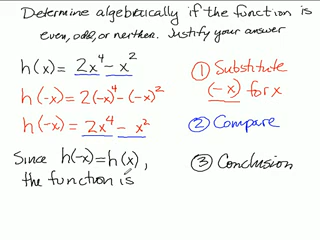 Determine algebraically if the function is
even, odd, or neither. Justify your answer
h(x) = 2x⁴ - x²
① Substitute
(-x) for x
h(-x) = 2(-x)⁴ - (-x)²
h(-x) = 2x⁴ - x²
② Compare
Since h(-x) = h(x),
③ Conclusion
the function is